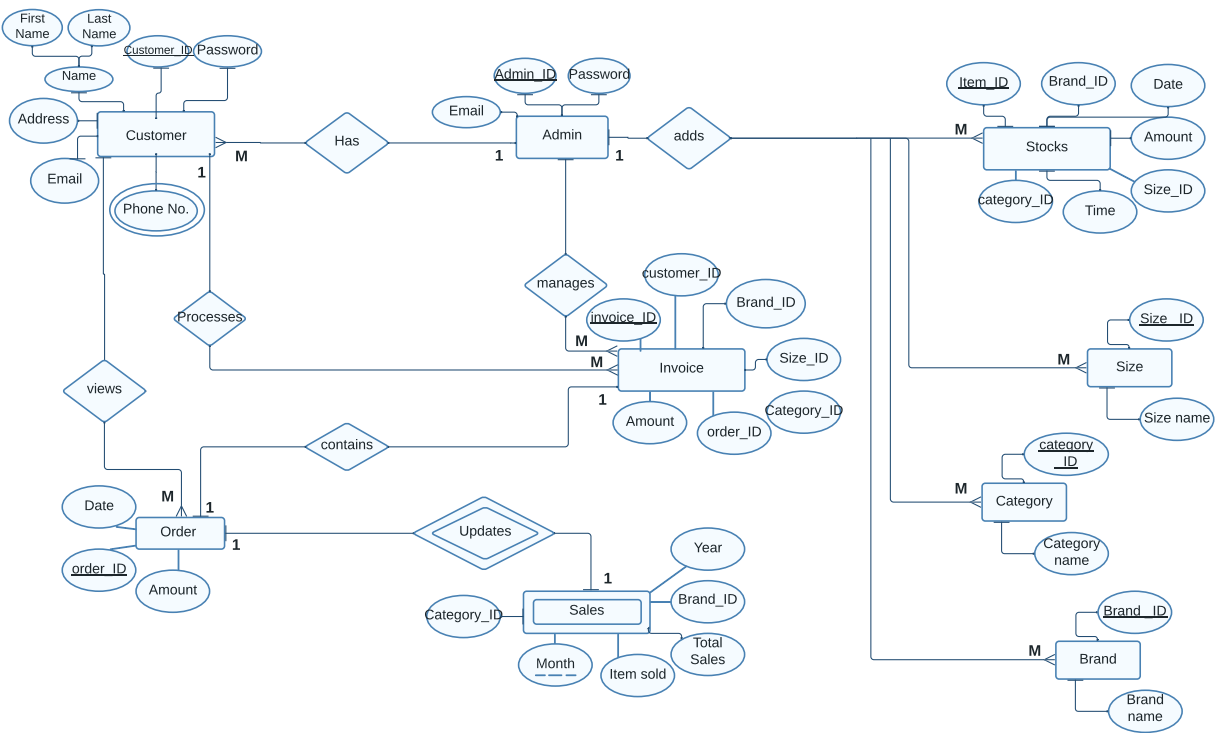 First
Name
Last
Name
Customer_ID
Password
Name
Address
Customer
Email
Phone No.
M
1
Has
1
Admin_ID
Password
Email
Admin
1
adds
M
Item_ID
Brand_ID
Date
Stocks
Amount
category_ID
Time
Size_ID
manages
customer_ID
Brand_ID
invoice_ID
Processes
M
M
Invoice
Size_ID
1
Amount
order_ID
Category_ID
M
Size_ID
Size
Size name
views
contains
category
_ID
M
Category
Category
name
M
1
Date
Order
1
order_ID
Amount
Updates
1
Year
Category_ID
Sales
Brand_ID
Month
Item sold
Total
Sales
Brand_ID
M
Brand
Brand
name